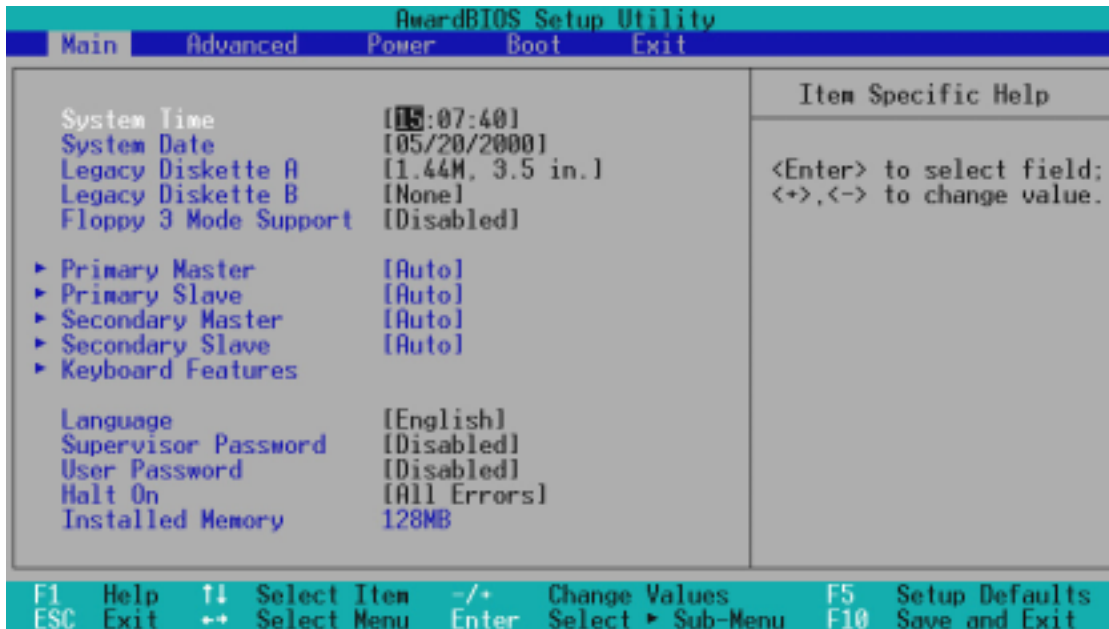 AwardBIOS Setup Utility
Main Advanced Power Boot Exit
System Time [15:07:40]
System Date [05/20/2000]
Legacy Diskette A [1.44M, 3.5 in.]
Legacy Diskette B [None]
Floppy 3 Mode Support [Disabled]
► Primary Master [Auto]
► Primary Slave [Auto]
► Secondary Master [Auto]
► Secondary Slave [Auto]
► Keyboard Features
Language [English]
Supervisor Password [Disabled]
User Password [Disabled]
Halt On [All Errors]
Installed Memory 128MB
Item Specific Help
<Enter> to select field;
<+>,<-> to change value.
F1 Help ↑↓ Select Item -/+ Change Values F5 Setup Defaults
ESC Exit ←→ Select Menu Enter Select ► Sub-Menu F10 Save and Exit